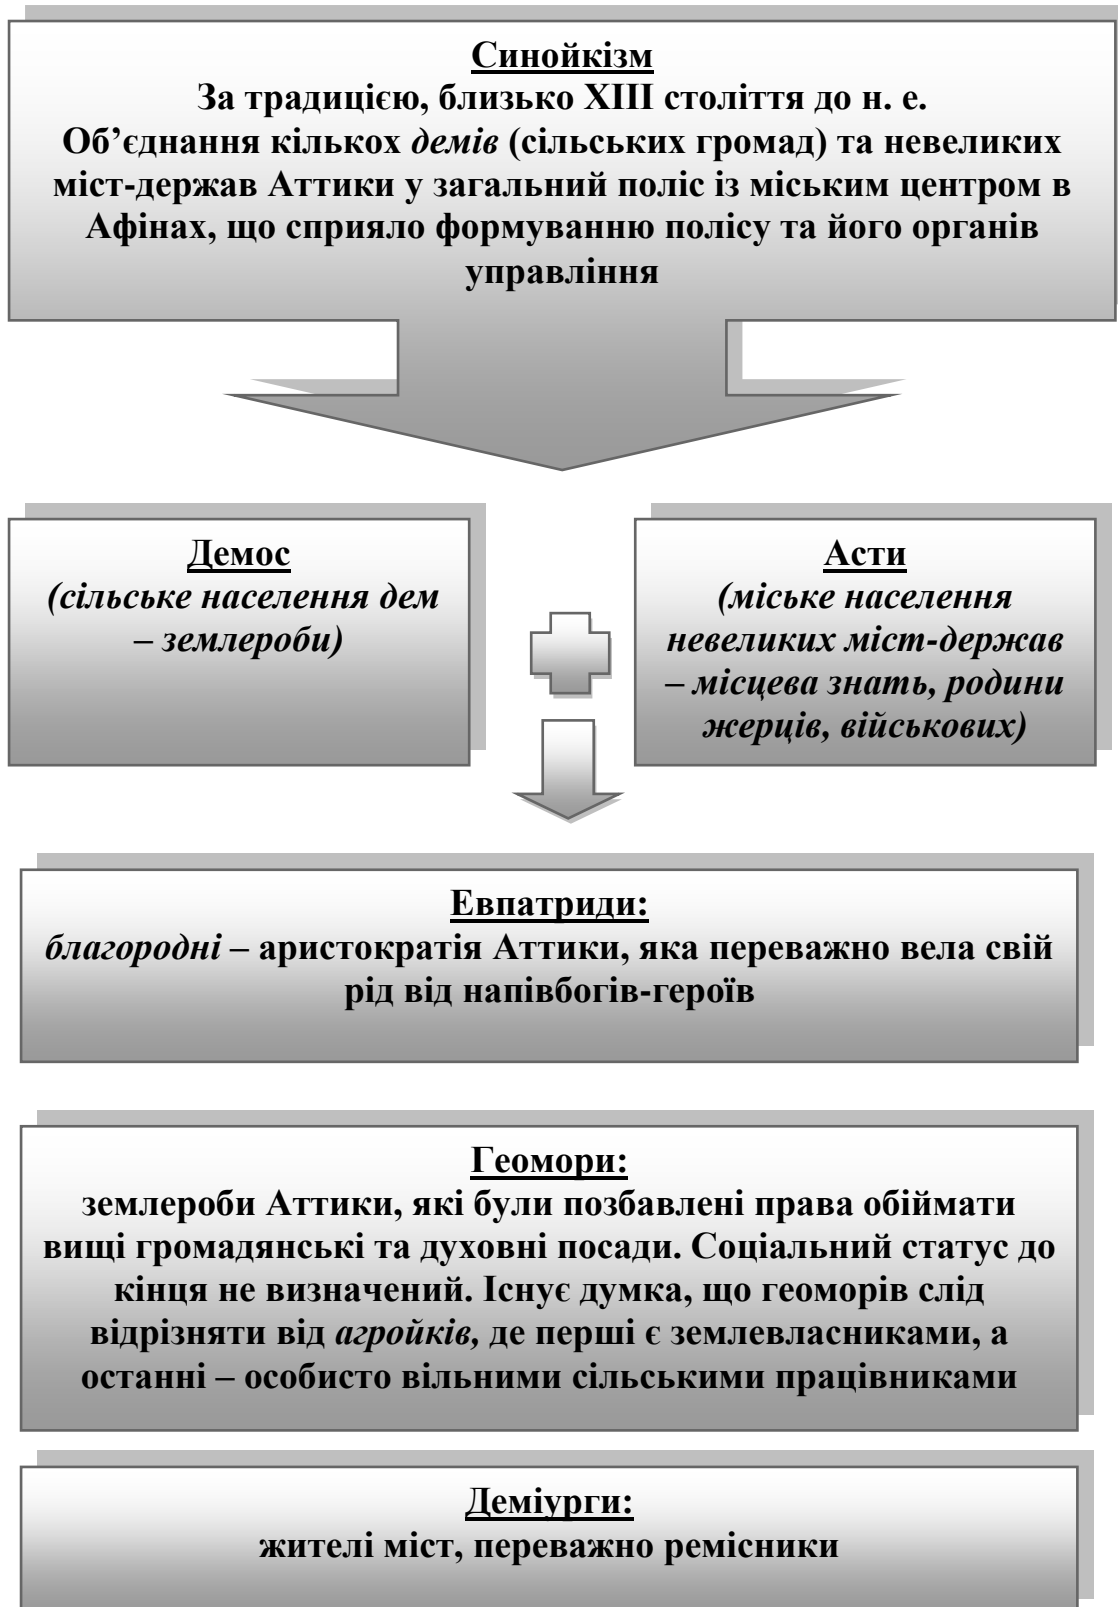 Синойкізм
За традицією, близько XIII століття до н. е.
Об’єднання кількох демів (сільських громад) та невеликих
міст-держав Аттики у загальний поліс із міським центром в
Афінах, що сприяло формуванню полісу та його органів
управління
Демос
(сільське населення дем
– землероби)
Асти
(міське населення
невеликих міст-держав
– місцева знать, родини
жерців, військових)
Евпатриди:
благородні – аристократія Аттики, яка переважно вела свій
рід від напівбогів-героїв
Геомори:
землероби Аттики, які були позбавлені права обіймати
вищі громадянські та духовні посади. Соціальний статус до
кінця не визначений. Існує думка, що геоморів слід
відрізняти від агройків, де перші є землевласниками, а
останні – особисто вільними сільськими працівниками
Деміурги:
жителі міст, переважно ремісники